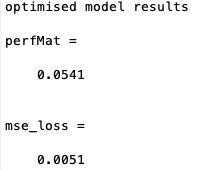 optimised model results
perfMat =
0.0541
mse_loss =
0.0051